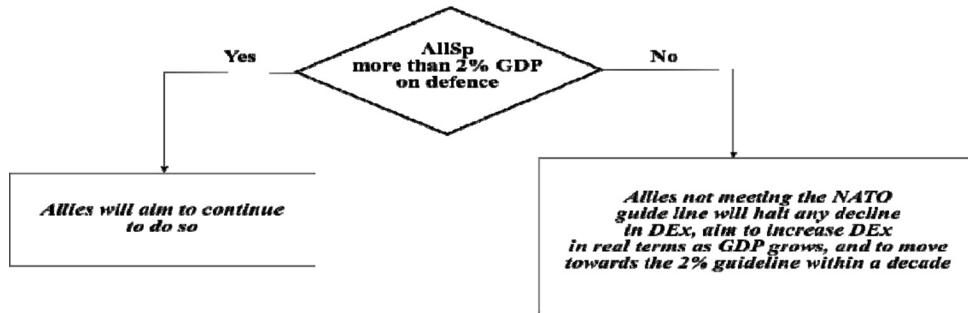 AllSp
more than 2% GDP
on defence
Yes
No
Allies will aim to continue
to do so
Allies not meeting the NATO
guide line will halt any decline
in DEx, aim to increase DEx
in real terms as GDP grows, and to move
towards the 2% guideline within a decade